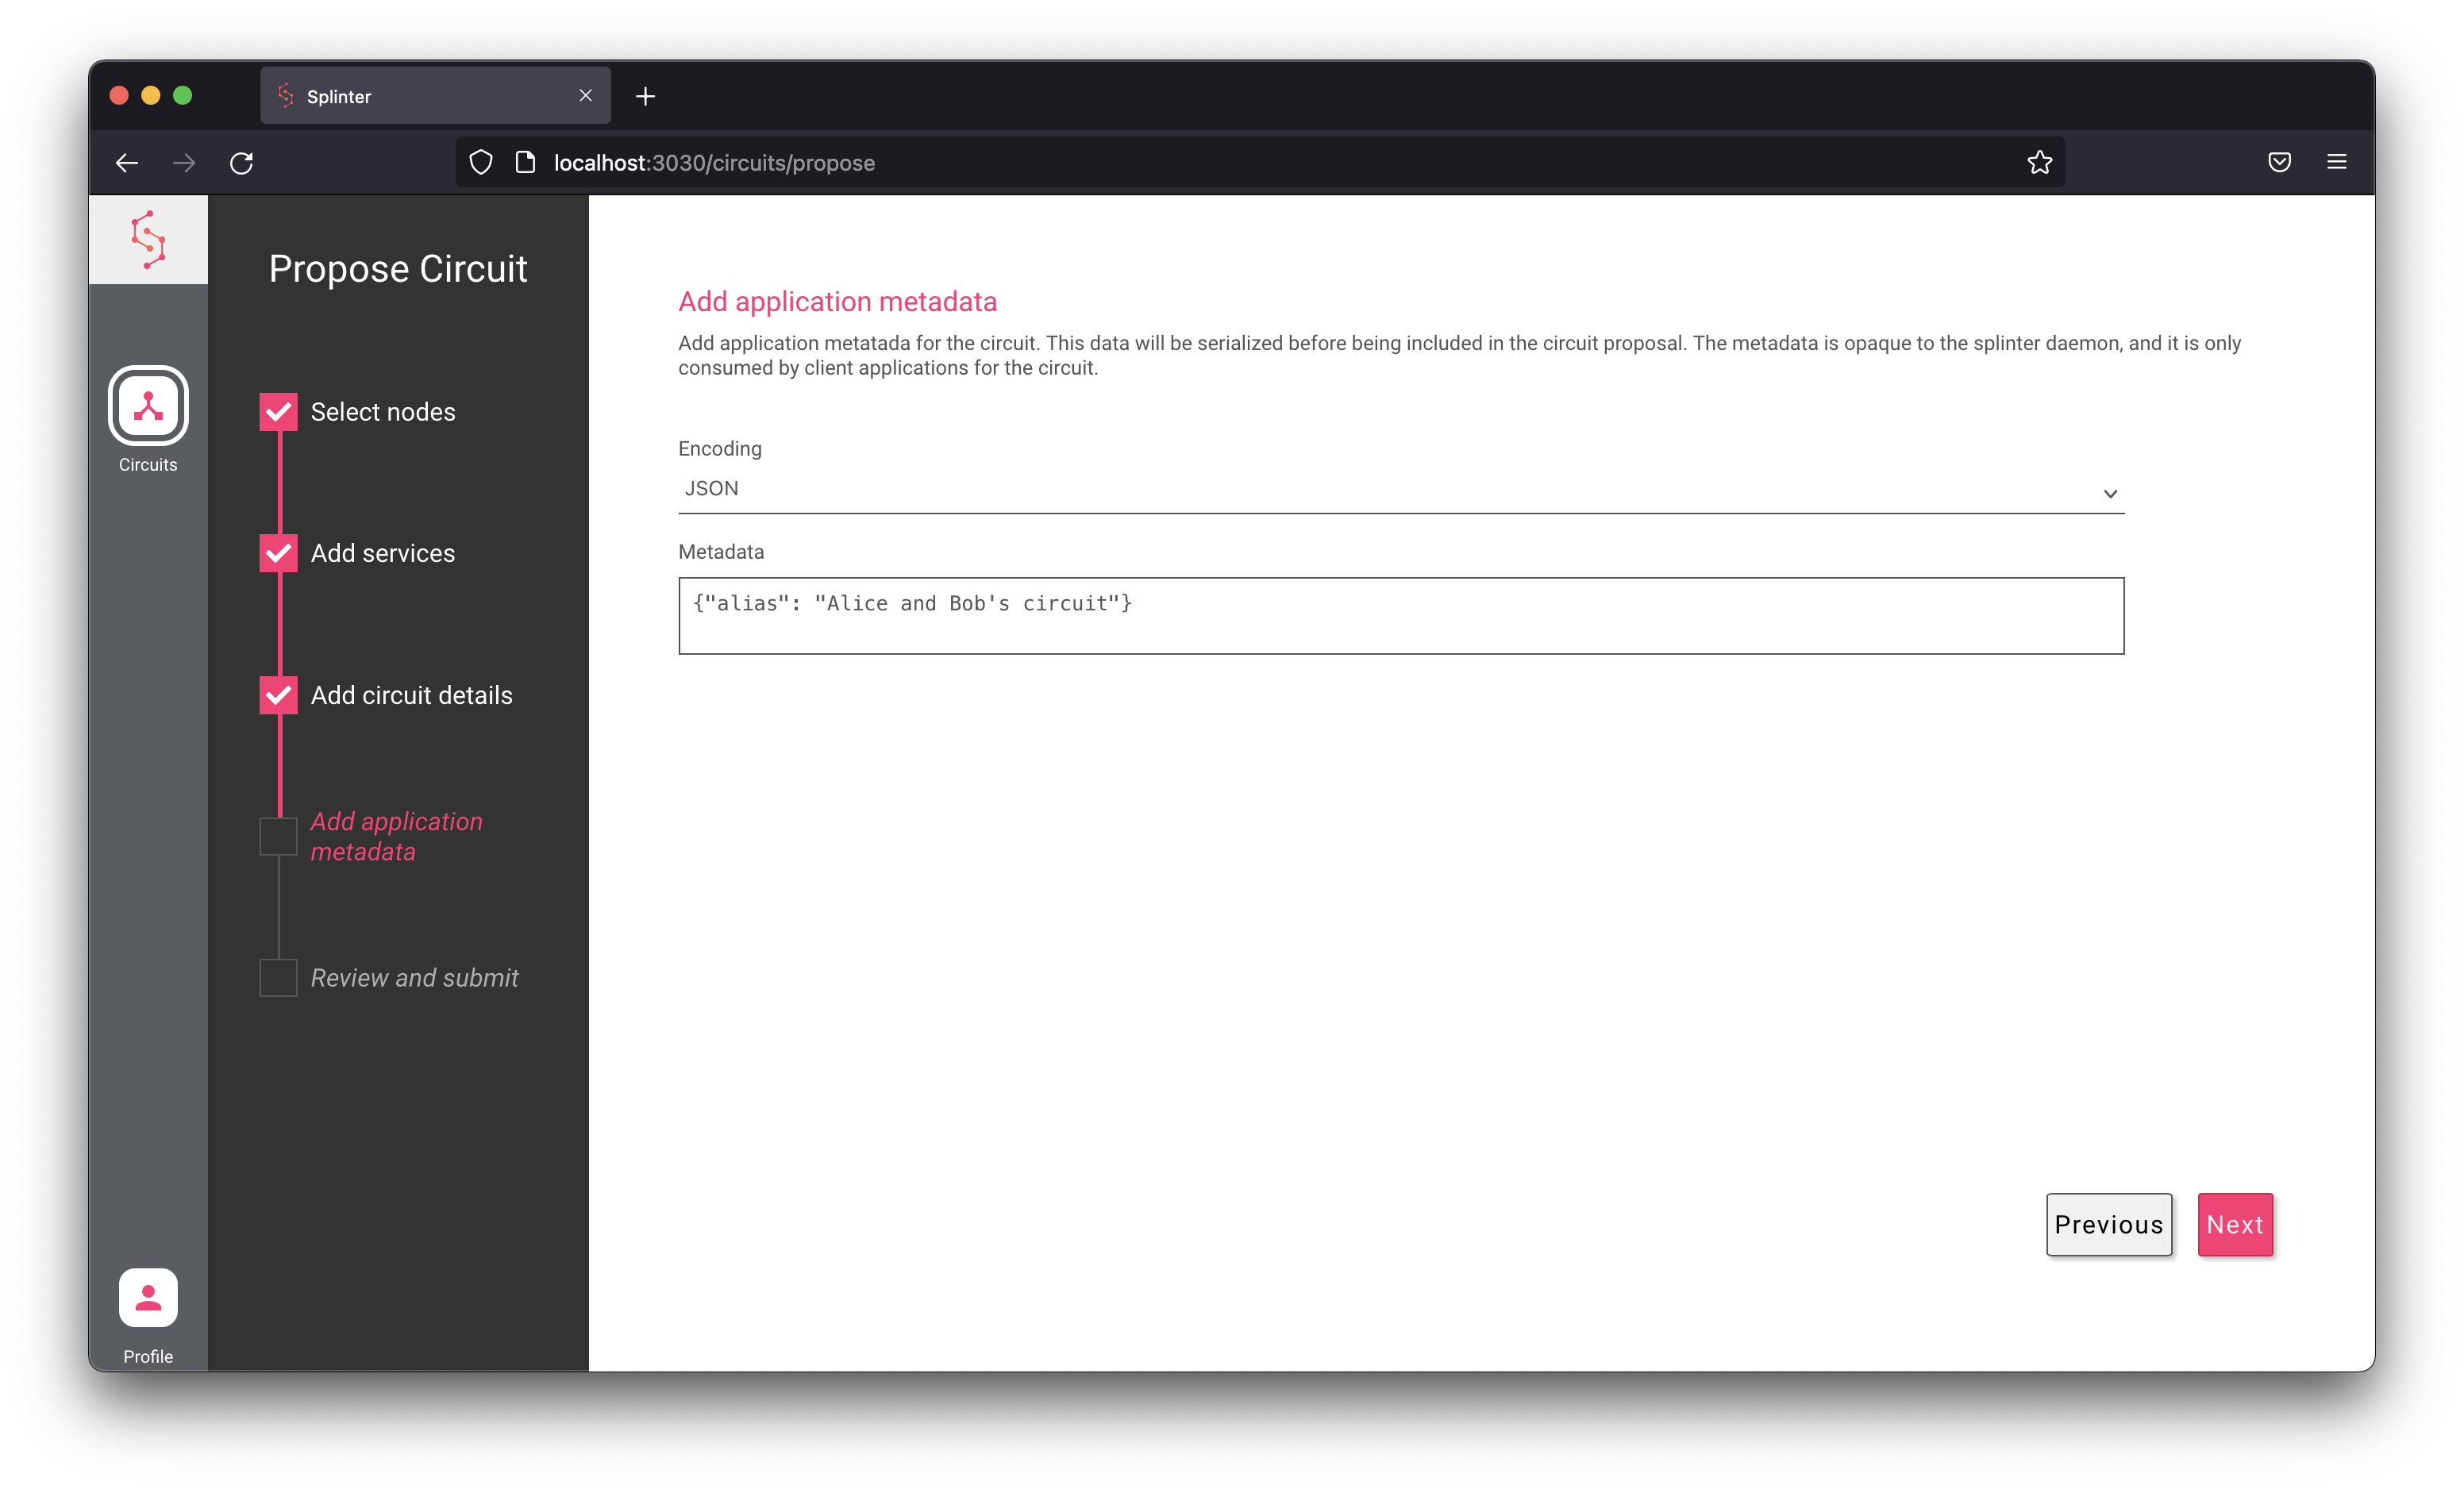 Splinter
localhost:3030/circuits/propose
Circuits
Profile
Propose Circuit
Select nodes
Add services
Add circuit details
Add application
metadata
Review and submit
Add application metadata
Add application metatada for the circuit. This data will be serialized before being included in the circuit proposal. The metadata is opaque to the splinter daemon, and it is only
consumed by client applications for the circuit.
Encoding
JSON
Metadata
{"alias": "Alice and Bob's circuit"}
Previous
Next